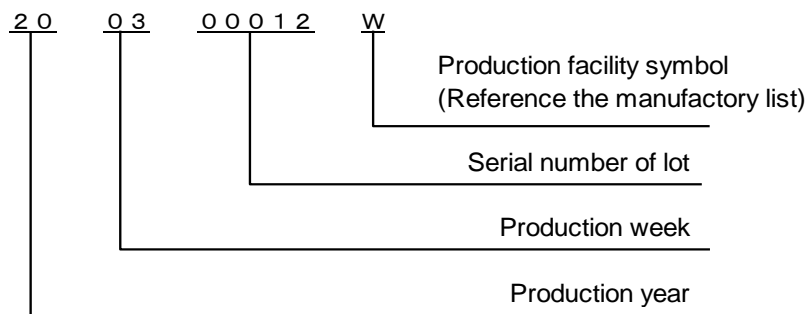 20 03 00012 W
Production facility symbol
(Reference the manufactory list)
Serial number of lot
Production week
Production year